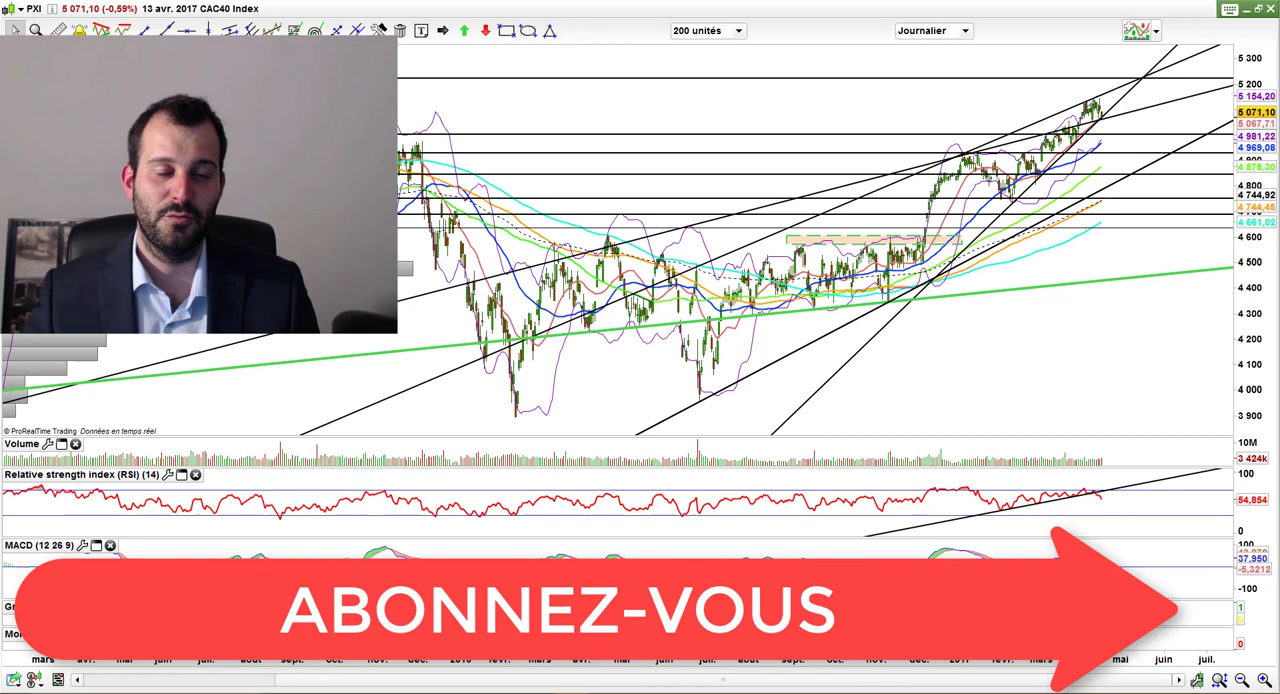 PXI 5 071,10 (-0,59%) 13 avr. 2017 CAC40 Index
200 unités
Journalier
5 300
5 200
5 154,20
5 071,10
5 067,71
4 981,22
4 969,08
4 878,30
4 800
4 744,92
4 744,45
4 661,02
4 600
4 500
4 400
4 300
4 200
4 100
4 000
3 900
© ProRealTime Trading Données en temps réel
Volume
10M
3 424k
Relative strength index (RSI) (14)
100
54,854
0
MACD (12 26 9)
37,950
-5,3212
-100
ABONNEZ-VOUS
1
0
mars avr. mai juin juil. août sept. oct. nov. déc. 2016 févr. mars avr. mai juin juil. août sept. oct. nov. déc. 2017 févr. mars mai juin juil.